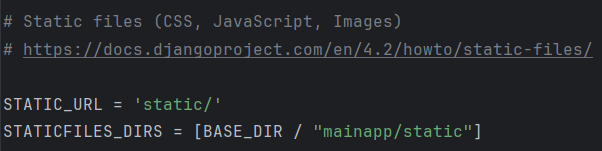 # Static files (CSS, JavaScript, Images)
# https://docs.djangoproject.com/en/4.2/howto/static-files/
STATIC_URL = 'static/'
STATICFILES_DIRS = [BASE_DIR / "mainapp/static"]